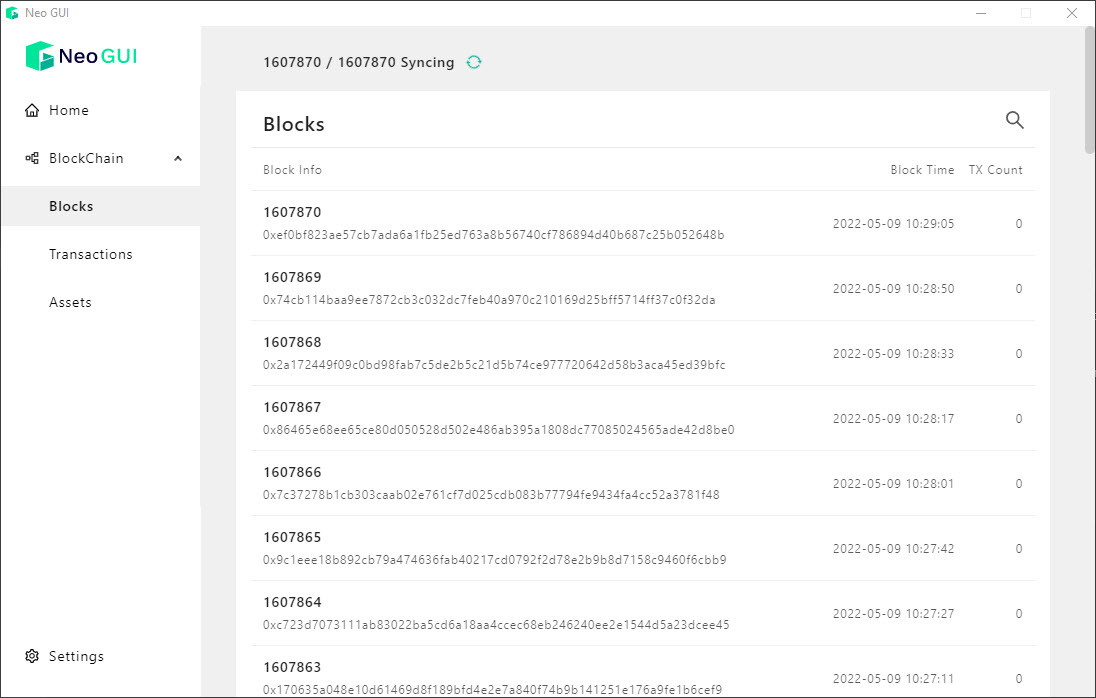 Neo GUI
Neo GUI
1607870 / 1607870 Syncing
Home
BlockChain
Blocks
Transactions
Assets
Settings
Blocks
Block Info Block Time TX Count
1607870
0xef0bf823ae57cb7ada6a1fb25ed763a8b56740cf786894d40b687c25b052648b 2022-05-09 10:29:05 0
1607869
0x74cb114baa9ee7872cb3c032dc7feb40a970c210169d25bff5714ff37c0f32da 2022-05-09 10:28:50 0
1607868
0x2a172449f09c0bd98fab7c5de2b5c21d5b74ce977720642d58b3aca45ed39bfc 2022-05-09 10:28:33 0
1607867
0x86465e68ee65ce80d050528d502e486ab395a1808dc77085024565ade42d8be0 2022-05-09 10:28:17 0
1607866
0x7c37278b1cb303caab02e761cf7d025cdb083b77794fe9434fa4cc52a3781f48 2022-05-09 10:28:01 0
1607865
0x9c1eee18b892cb79a474636fab40217cd0792f2d78e2b9b8d7158c9460f6cbb9 2022-05-09 10:27:42 0
1607864
0xc723d7073111ab83022ba5cd6a18aa4ccec68eb246240ee2e1544d5a23dcee45 2022-05-09 10:27:27 0
1607863
0x170635a048e10d61469d8f189bfd4e2e7a840f74b9b141251e176a9fe1b6cef9 2022-05-09 10:27:11 0